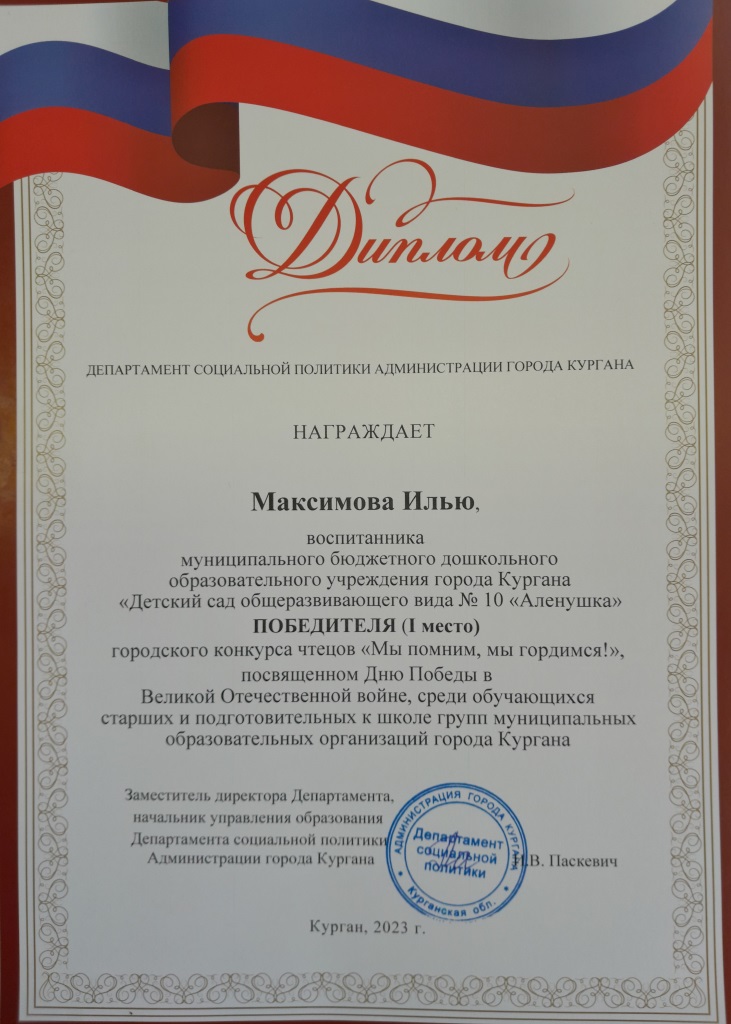 Диплом
ДЕПАРТАМЕНТ СОЦИАЛЬНОЙ ПОЛИТИКИ АДМИНИСТРАЦИИ ГОРОДА КУРГАНА
НАГРАЖДАЕТ
Максимова Илью,
воспитанника
муниципального бюджетного дошкольного
образовательного учреждения города Кургана
«Детский сад общеразвивающего вида № 10 «Аленушка»
ПОБЕДИТЕЛЯ (I место)
городского конкурса чтецов «Мы помним, мы гордимся!»,
посвященном Дню Победы в
Великой Отечественной войне, среди обучающихся
старших и подготовительных к школе групп муниципальных
образовательных организаций города Кургана
Заместитель директора Департамента,
начальник управления образования
Департамента социальной политики
Администрации города Кургана
В. Паскевич
АДМИНИСТРАЦИЯ ГОРОДА КУРГАНА
Департамент
социальной
политики
Курганская обл.
Курган, 2023 г.